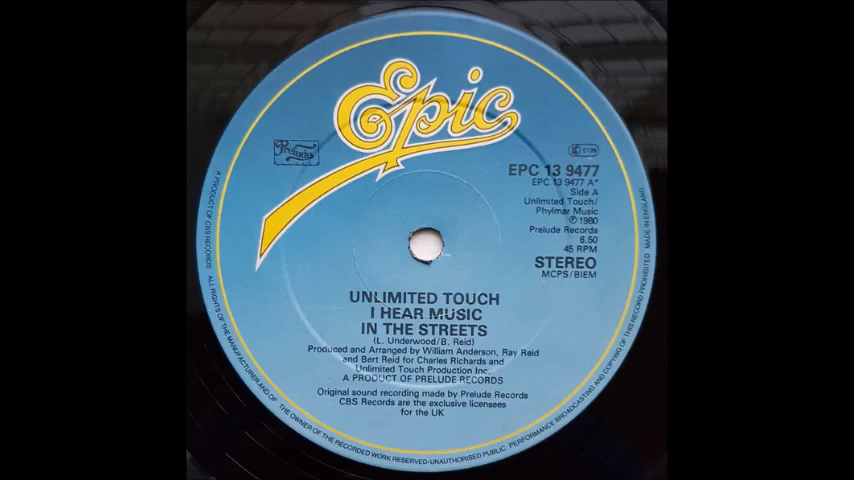 Epic
Prelude
EPC 13 9477
EPC 13 9477 A*
Side A
Unlimited Touch/
Phylmar Music
℗ 1980
Prelude Records
6.50
45 RPM
STEREO
MCPS/BIEM
UNLIMITED TOUCH
I HEAR MUSIC
IN THE STREETS
(L. Underwood/B. Reid)
Produced and Arranged by William Anderson, Ray Reid
and Bert Reid for Charles Richards and
Unlimited Touch Production Inc.
A PRODUCT OF PRELUDE RECORDS
Original sound recording made by Prelude Records
CBS Records are the exclusive licensees
for the UK
A PRODUCT OF CBS RECORDS ALL RIGHTS OF THE MANUFACTURER AND OF THE OWNER OF THE RECORDED WORK RESERVED-UNAUTHORISED PUBLIC PERFORMANCE BROADCASTING AND COPYING OF THIS RECORD PROHIBITED MADE IN ENGLAND